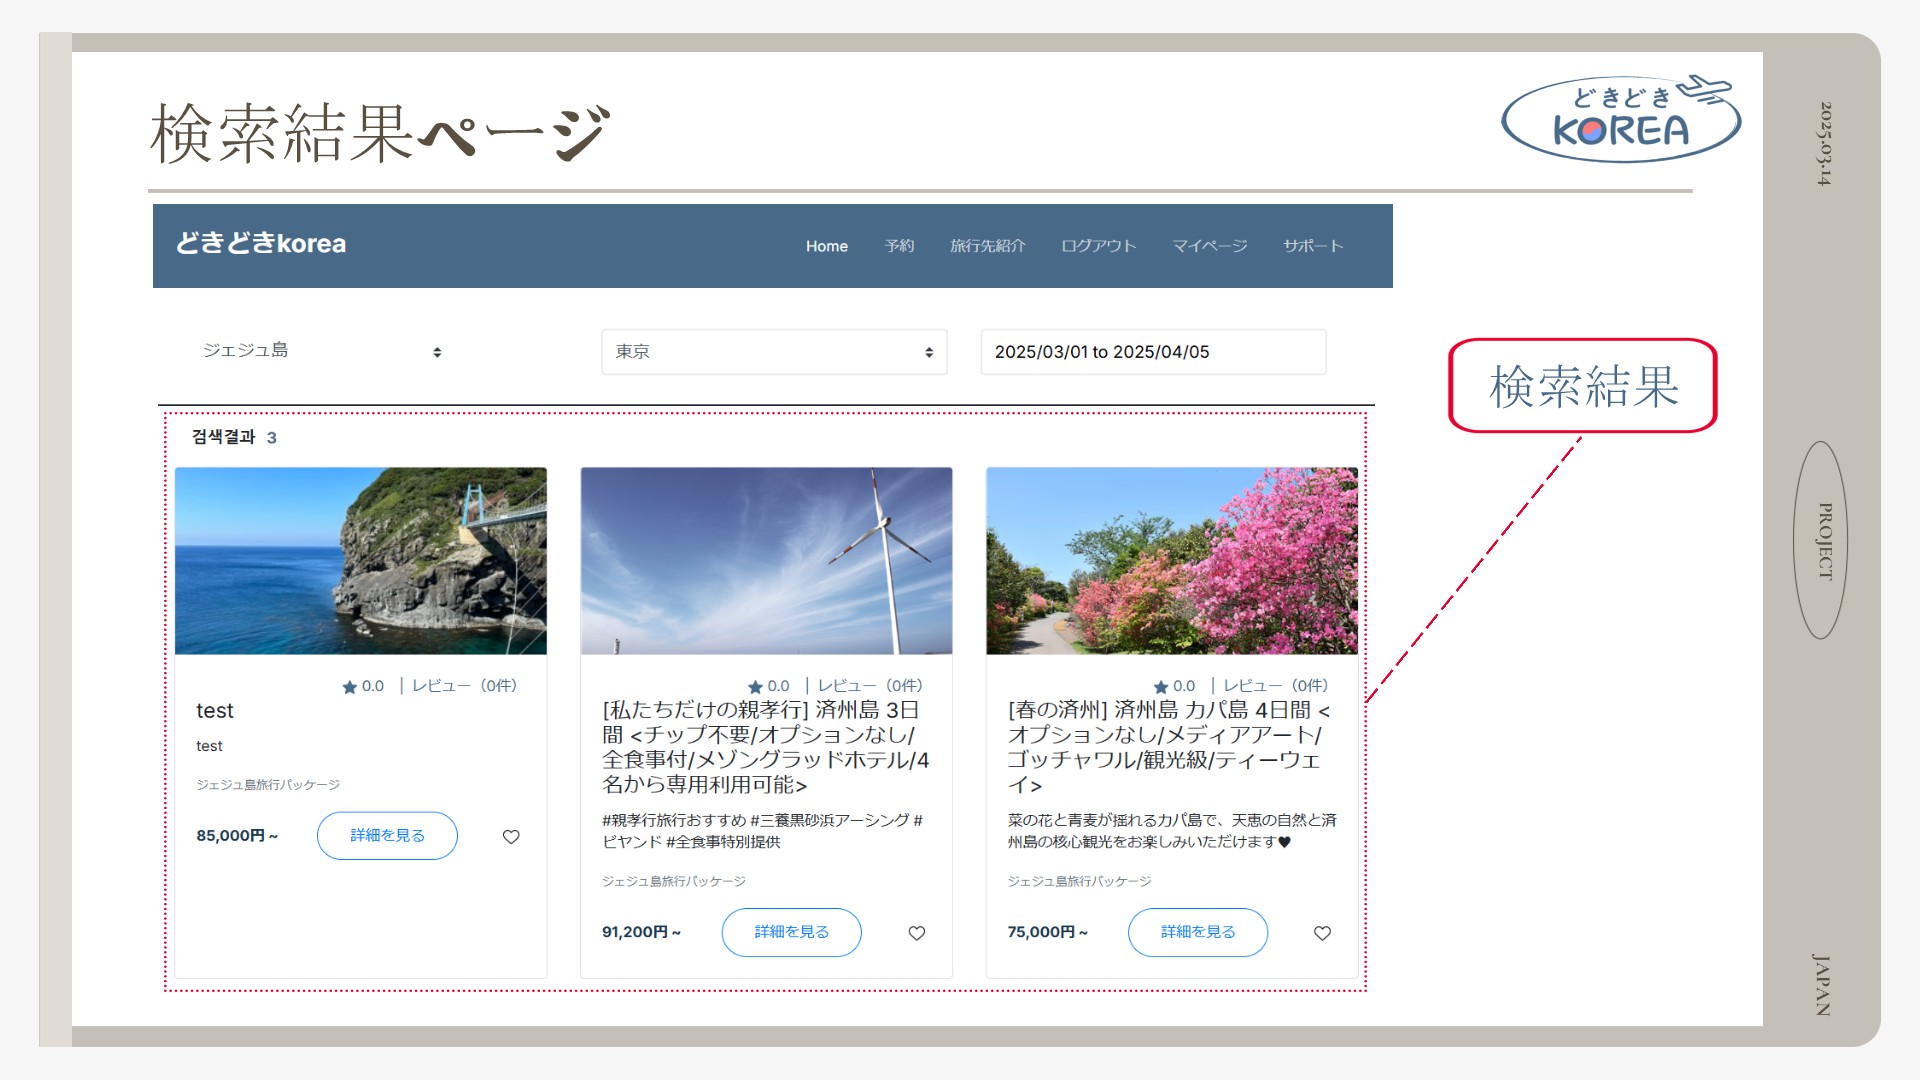 検索結果ページ
どきどき
KOREA
2025.03.14
どきどきkorea
Home 予約 旅行先紹介 ログアウト マイページ サポート
ジェジュ島
東京
2025/03/01 to 2025/04/05
検索結果
검색결과 3
★ 0.0 | レビュー（0件）
test
test
ジェジュ島旅行パッケージ
85,000円 ~
詳細を見る
★ 0.0 | レビュー（0件）
[私たちだけの親孝行] 済州島 3日
間 <チップ不要/オプションなし/
全食事付/メゾングラッドホテル/4
名から専用利用可能>
#親孝行旅行おすすめ #三養黒砂浜アーシング #
ビヤンド #全食事特別提供
ジェジュ島旅行パッケージ
91,200円 ~
詳細を見る
★ 0.0 | レビュー（0件）
[春の済州] 済州島 カパ島 4日間 <
オプションなし/メディアアート/
ゴッチャワル/観光級/ティーウェ
イ>
菜の花と青麦が揺れるカパ島で、天恵の自然と済
州島の核心観光をお楽しみいただけます♥
ジェジュ島旅行パッケージ
75,000円 ~
詳細を見る
PROJECT
JAPAN